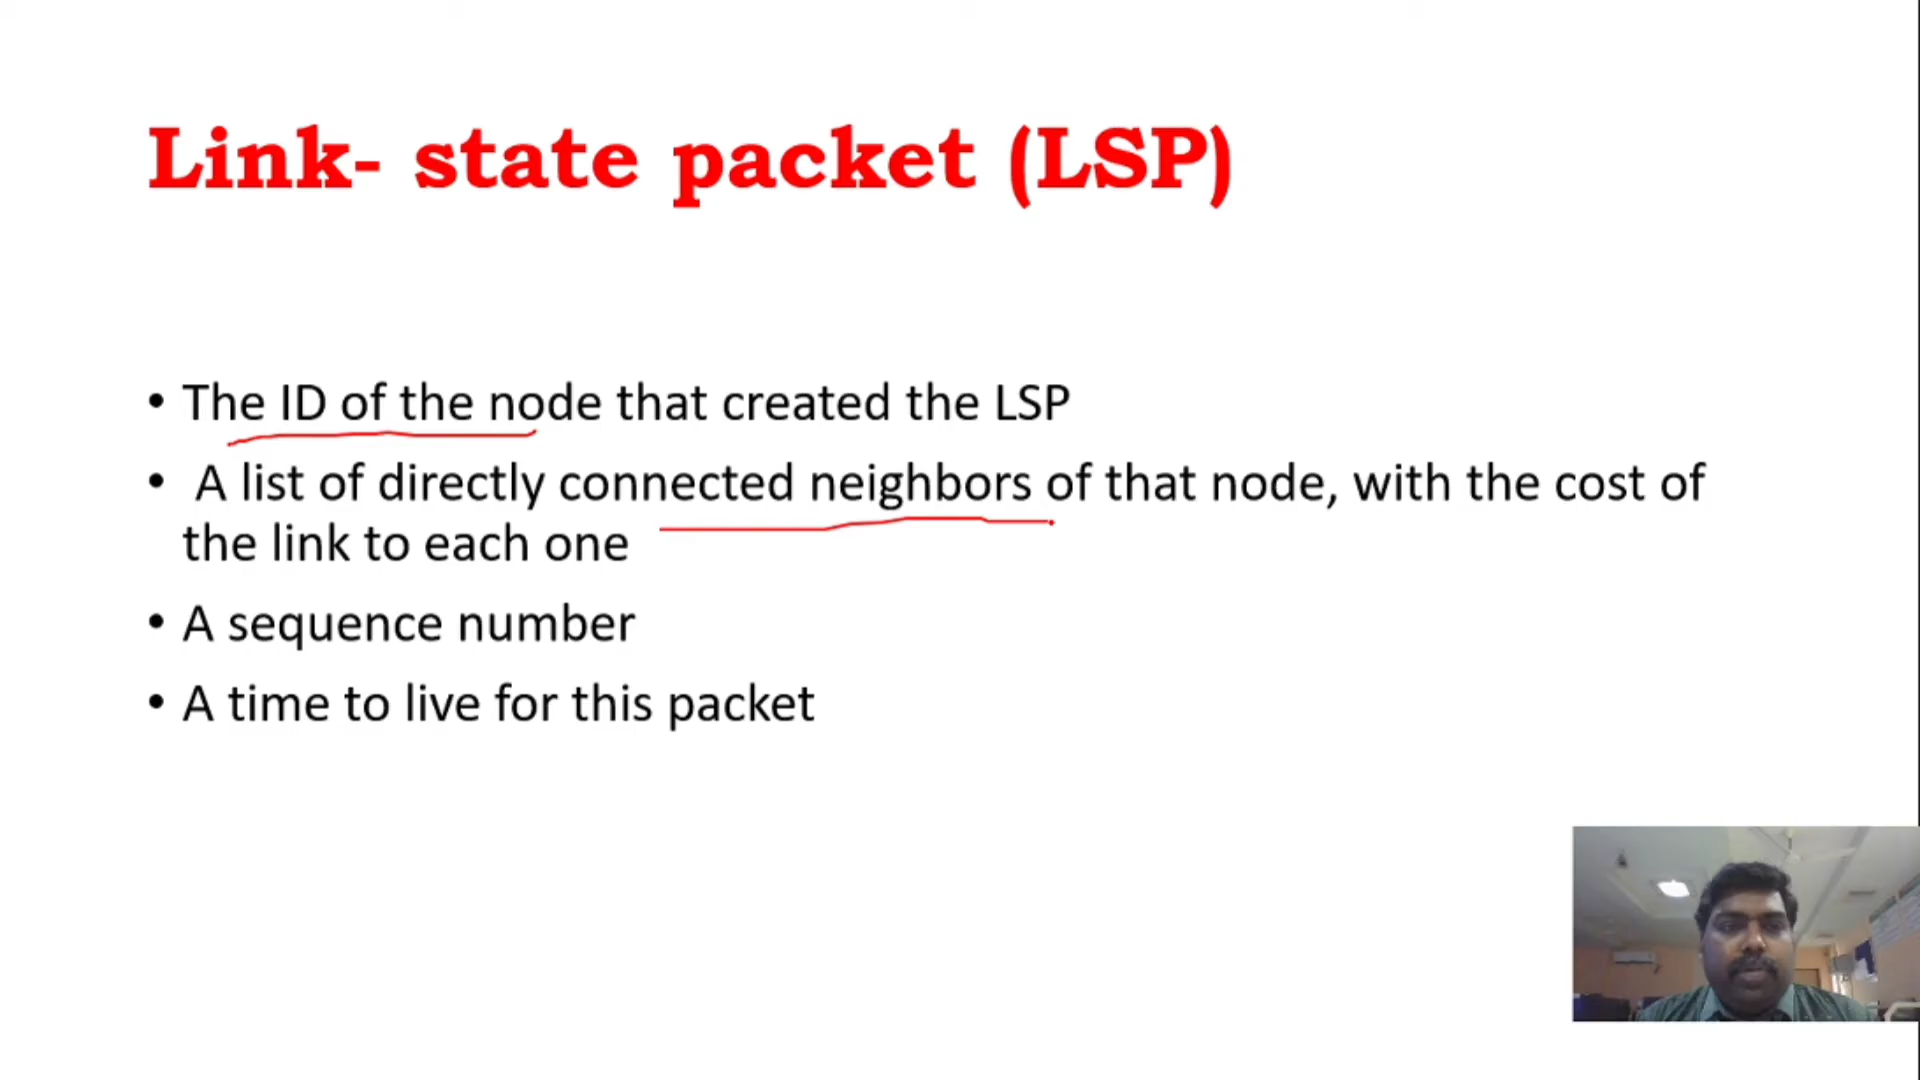 Link- state packet (LSP)
• The ID of the node that created the LSP
• A list of directly connected neighbors of that node, with the cost of
the link to each one
• A sequence number
• A time to live for this packet